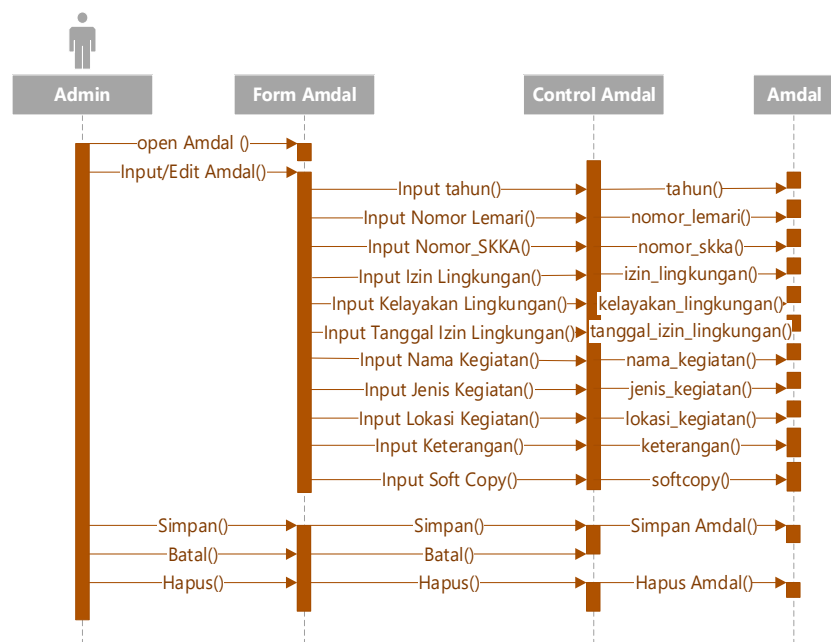 Admin
Form Amdal
Control Amdal
Amdal
open Amdal ()
Input/Edit Amdal()
Input tahun()
tahun()
Input Nomor Lemari()
nomor_lemari()
Input Nomor_SKKA()
nomor_skka()
Input Izin Lingkungan()
izin_lingkungan()
Input Kelayakan Lingkungan()
kelayakan_lingkungan()
Input Tanggal Izin Lingkungan()
tanggal_izin_lingkungan()
Input Nama Kegiatan()
nama_kegiatan()
Input Jenis Kegiatan()
jenis_kegiatan()
Input Lokasi Kegiatan()
lokasi_kegiatan()
Input Keterangan()
keterangan()
Input Soft Copy()
softcopy()
Simpan()
Simpan()
Simpan Amdal()
Batal()
Batal()
Hapus()
Hapus()
Hapus Amdal()